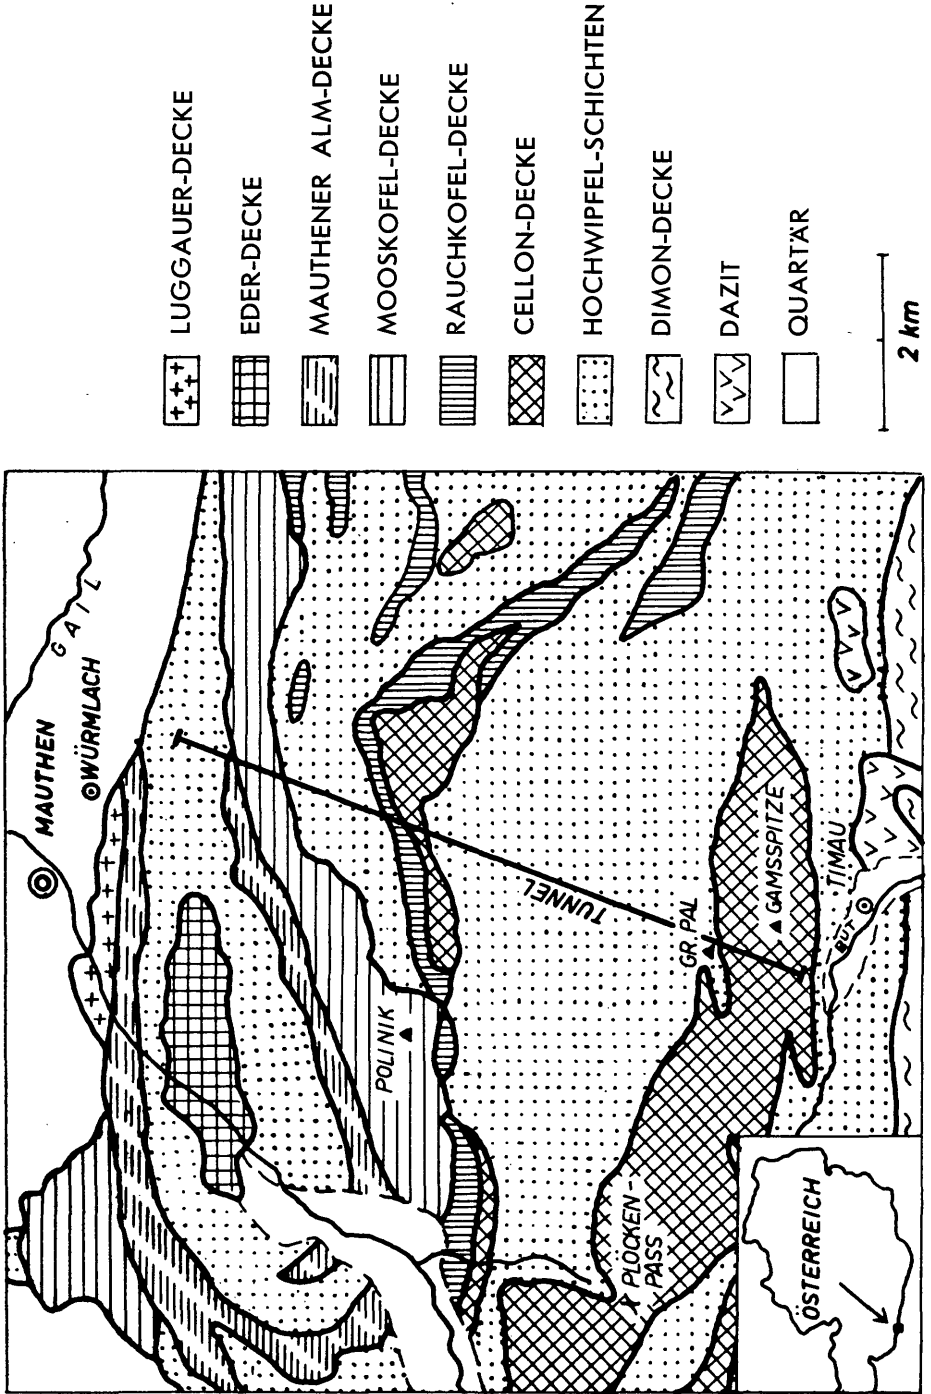 MAUTHEN
WÜRMLACH
GAIL
POLINIK
TUNNEL
GR. PAL
GAMSSPITZE
TIMAU
BUT
PLÖCKEN-
PASS
ÖSTERREICH
LUGGAUER-DECKE
EDER-DECKE
MAUTHENER ALM-DECKE
MOOSKOFEL-DECKE
RAUCHKOFEL-DECKE
CELLON-DECKE
HOCHWIPFEL-SCHICHTEN
DIMON-DECKE
DAZIT
QUARTÄR
2 km